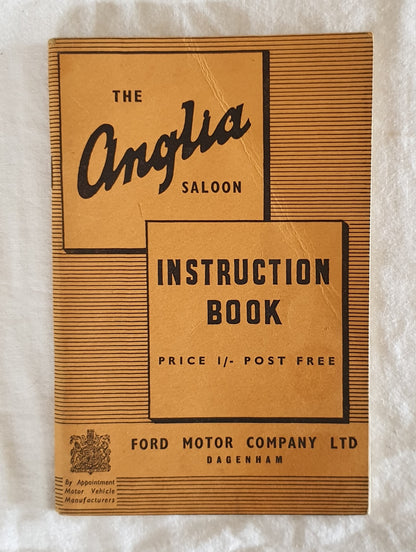 THE
Anglia
SALOON
INSTRUCTION
BOOK
PRICE 1/- POST FREE
FORD MOTOR COMPANY LTD
DAGENHAM
By Appointment
Motor Vehicle
Manufacturers